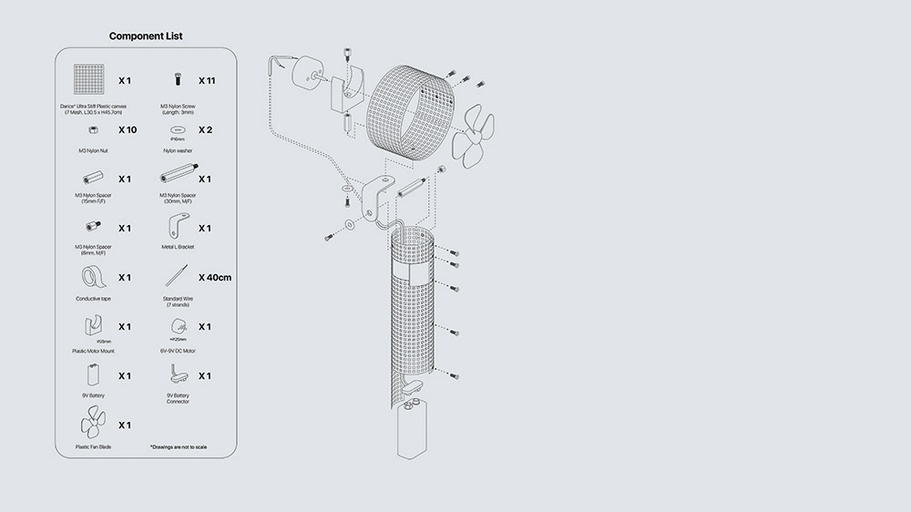 Component List
X 1
X 11
Darice® Ultra Stiff Plastic canvas
(7 Mesh, L30.5 x H45.7cm)
M3 Nylon Screw
(Length: 3mm)
X 10
X 2
M3 Nylon Nut
Nylon washer
X 1
X 1
M3 Nylon Spacer
(15mm F/F)
M3 Nylon Spacer
(30mm, M/F)
X 1
X 1
M3 Nylon Spacer
(6mm, M/F)
Metal L Bracket
X 1
X 40cm
Conductive tape
Standard Wire
(7 strands)
X 1
X 1
Plastic Motor Mount
6V-9V DC Motor
X 1
X 1
9V Battery
9V Battery
Connector
X 1
Plastic Fan Blade
*Drawings are not to scale